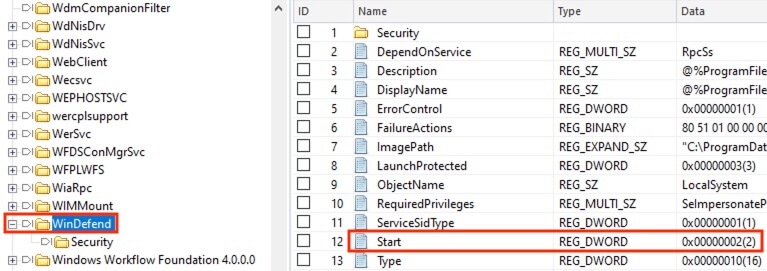 WdmCompanionFilter
WdNisDrv
WdNisSvc
WebClient
Wecsvc
WEPHOSTSVC
wercplsupport
WerSvc
WFDSConMgrSvc
WFPLWFS
WiaRpc
WIMMount
WinDefend
Security
Windows Workflow Foundation 4.0.0.0
ID Name Type Data
1 Security
2 DependOnService REG_MULTI_SZ RpcSs
3 Description REG_SZ @%ProgramFile
4 DisplayName REG_SZ @%ProgramFile
5 ErrorControl REG_DWORD 0x00000001(1)
6 FailureActions REG_BINARY 80 51 01 00 00 00
7 ImagePath REG_EXPAND_SZ "C:\ProgramDat
8 LaunchProtected REG_DWORD 0x00000003(3)
9 ObjectName REG_SZ LocalSystem
10 RequiredPrivileges REG_MULTI_SZ SeImpersonateP
11 ServiceSidType REG_DWORD 0x00000001(1)
12 Start REG_DWORD 0x00000002(2)
13 Type REG_DWORD 0x00000010(16)